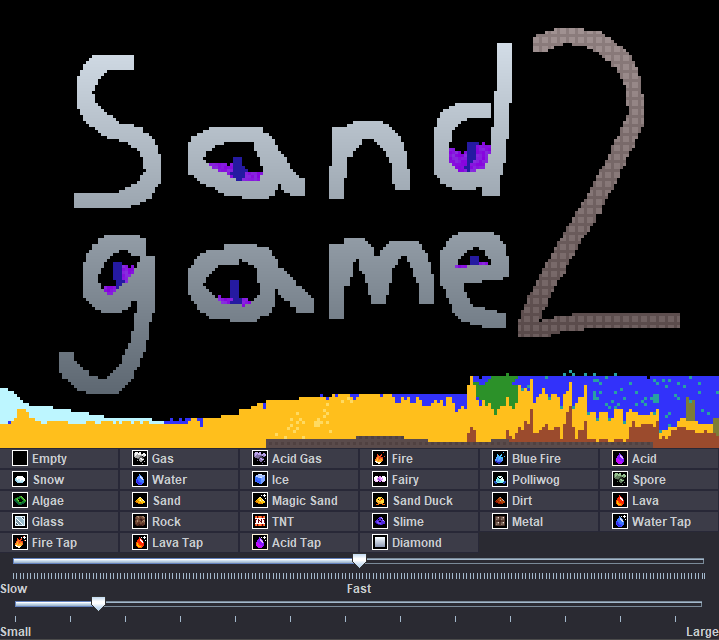 Sand 2
game
Empty Gas Acid Gas Fire Blue Fire Acid
Snow Water Ice Fairy Polliwog Spore
Algae Sand Magic Sand Sand Duck Dirt Lava
Glass Rock TNT Slime Metal Water Tap
Fire Tap Lava Tap Acid Tap Diamond
Slow Fast
Small Large